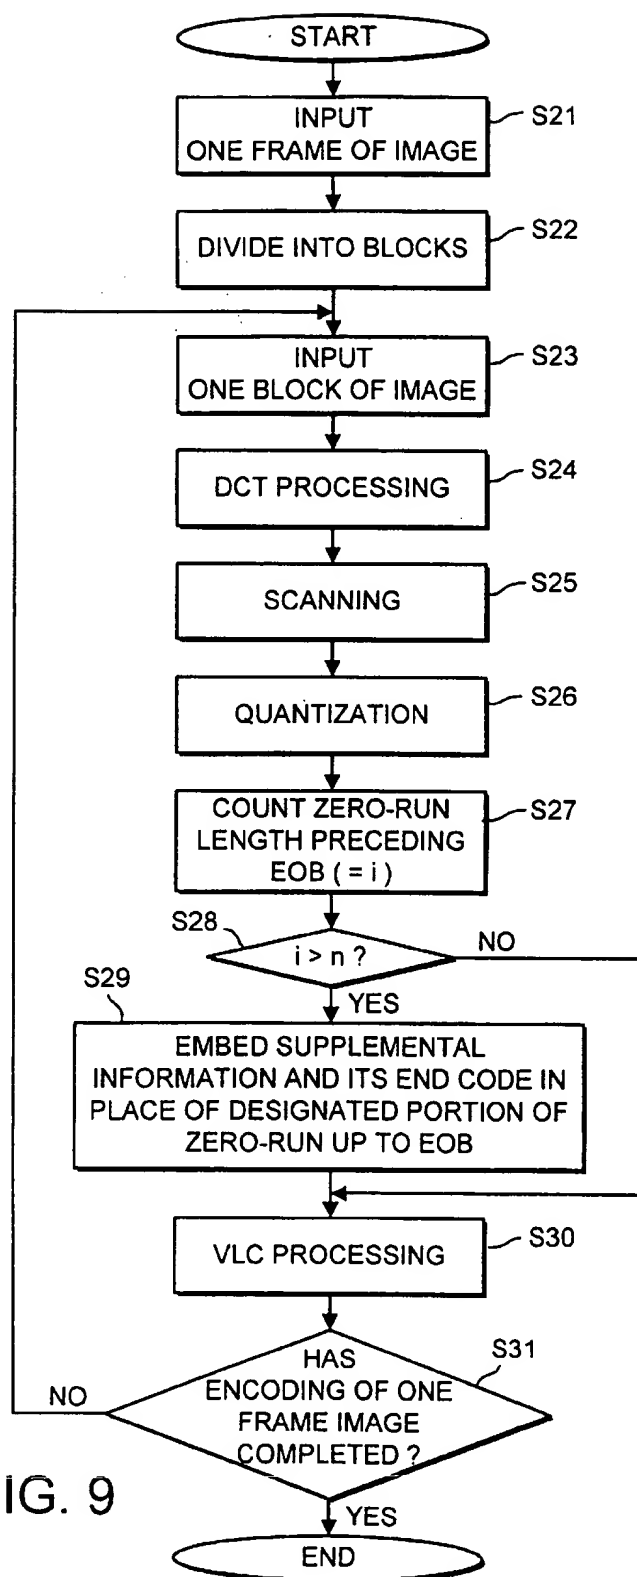 START
INPUT
ONE FRAME OF IMAGE
S21
DIVIDE INTO BLOCKS
S22
INPUT
ONE BLOCK OF IMAGE
S23
DCT PROCESSING
S24
SCANNING
S25
QUANTIZATION
S26
COUNT ZERO-RUN
LENGTH PRECEDING
EOB ( = i )
S27
S28
i > n ?
NO
YES
S29
EMBED SUPPLEMENTAL
INFORMATION AND ITS END CODE IN
PLACE OF DESIGNATED PORTION OF
ZERO-RUN UP TO EOB
VLC PROCESSING
S30
HAS
ENCODING OF ONE
FRAME IMAGE
COMPLETED ?
S31
NO
YES
IG. 9
END